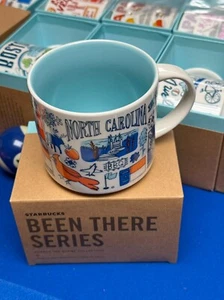 NORTH CAROLINA
STARBUCKS
BEEN THERE
SERIES